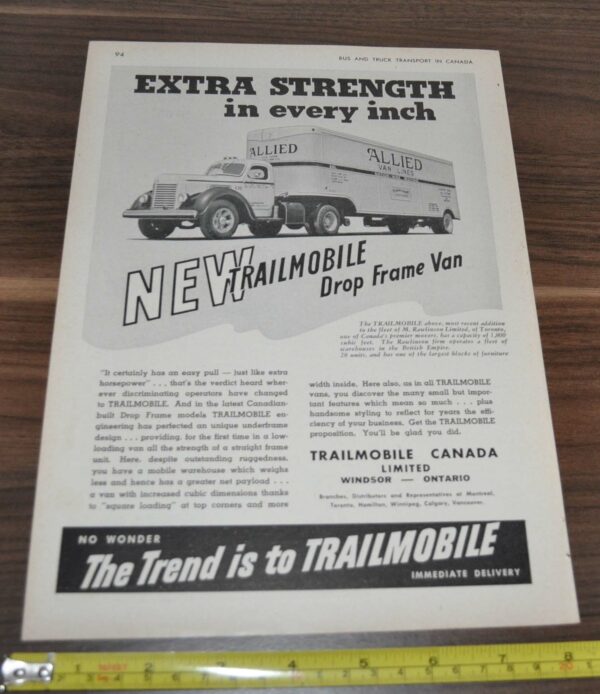 94
BUS AND TRUCK TRANSPORT IN CANADA
EXTRA STRENGTH
in every inch
ALLIED
ALLIED
VAN LINES
NEW TRAILMOBILE
Drop Frame Van
The TRAILMOBILE above, most recent addition
to the fleet of M. Rawlinson Limited, of Toronto,
one of Canada's premier movers, has a capacity of 1,800
cubic feet. The Rawlinson firm operates a fleet of
20 units, and has one of the largest blocks of furniture
warehouses in the British Empire.
"It certainly has an easy pull — just like extra
horsepower" . . . that's the verdict heard wher-
ever discriminating operators have changed
to TRAILMOBILE. And in the latest Canadian-
built Drop Frame models TRAILMOBILE en-
gineering has perfected an unique underframe
design . . . providing, for the first time in a low-
loading van all the strength of a straight frame
unit. Here, despite outstanding ruggedness,
you have a mobile warehouse which weighs
less and hence has a greater net payload . . .
a van with increased cubic dimensions thanks
to "square loading" at top corners and more
width inside. Here also, as in all TRAILMOBILE
vans, you discover the many small but impor-
tant features which mean so much . . . plus
handsome styling to reflect for years the effi-
ciency of your business. Get the TRAILMOBILE
proposition. You'll be glad you did.
TRAILMOBILE CANADA
LIMITED
WINDSOR — ONTARIO
Branches, Distributors and Representatives at Montreal,
Toronto, Hamilton, Winnipeg, Calgary, Vancouver.
NO WONDER
The Trend is to TRAILMOBILE
IMMEDIATE DELIVERY
1 2 3 4 5 6 7 8